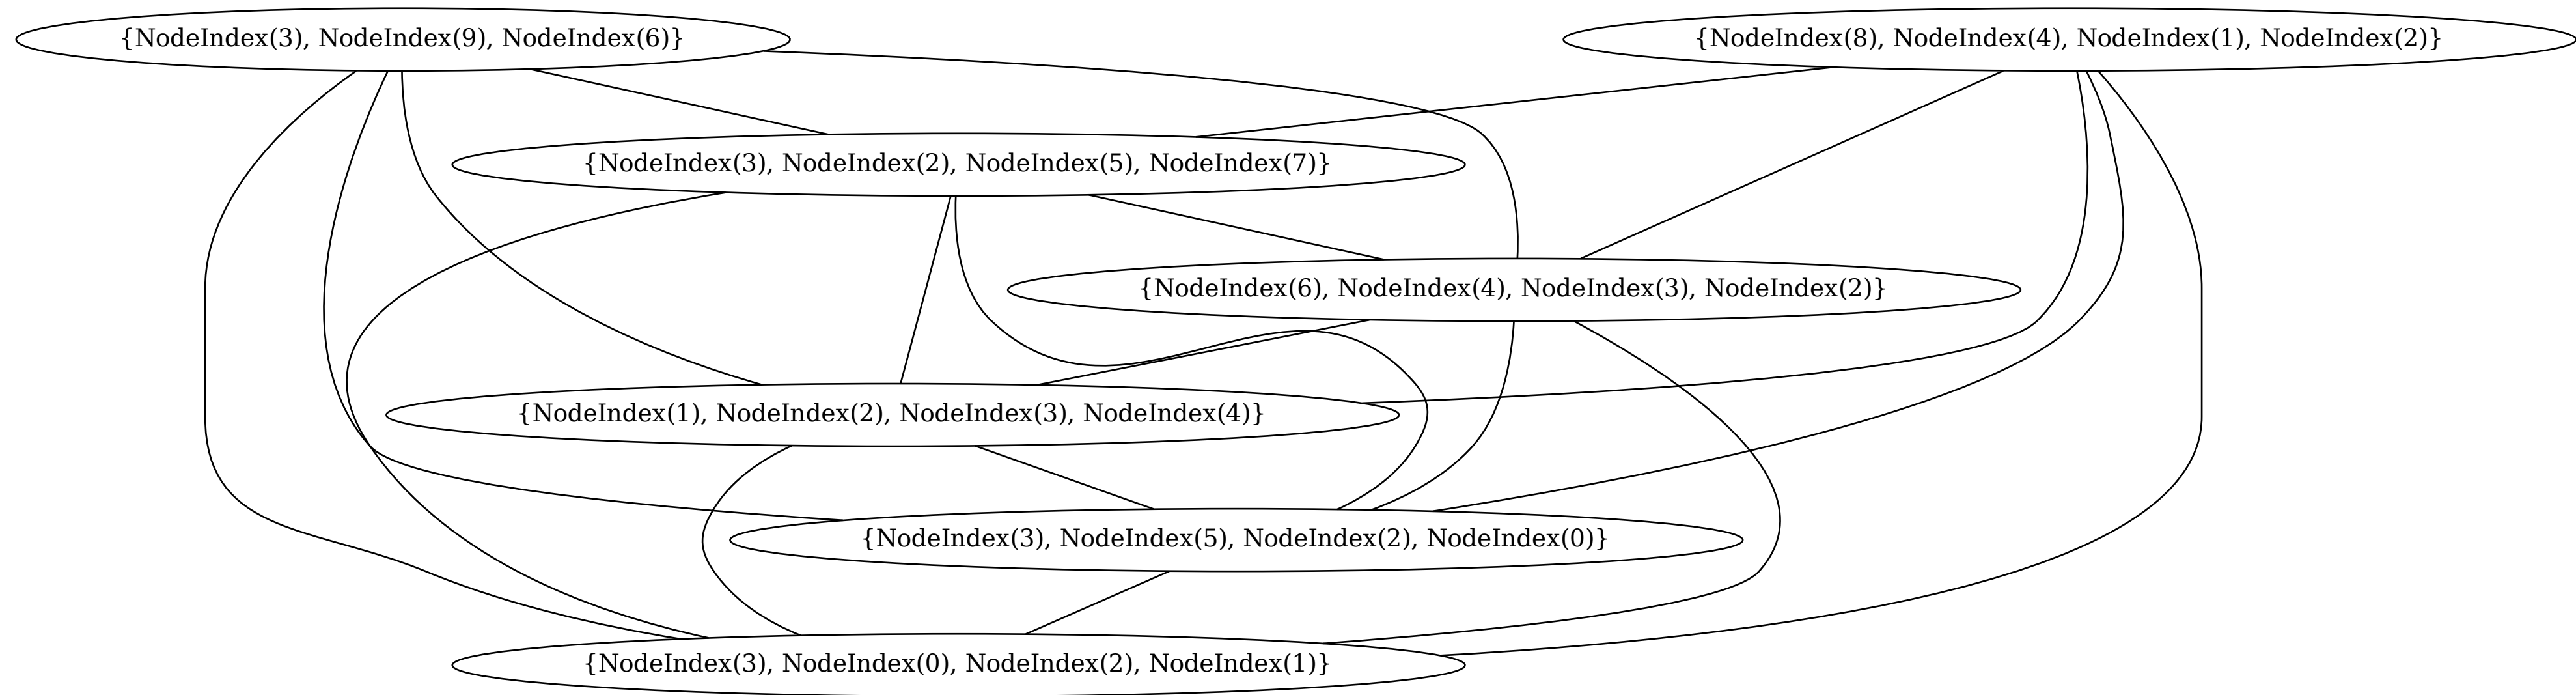 {NodeIndex(3), NodeIndex(9), NodeIndex(6)}
{NodeIndex(8), NodeIndex(4), NodeIndex(1), NodeIndex(2)}
{NodeIndex(3), NodeIndex(2), NodeIndex(5), NodeIndex(7)}
{NodeIndex(6), NodeIndex(4), NodeIndex(3), NodeIndex(2)}
{NodeIndex(1), NodeIndex(2), NodeIndex(3), NodeIndex(4)}
{NodeIndex(3), NodeIndex(5), NodeIndex(2), NodeIndex(0)}
{NodeIndex(3), NodeIndex(0), NodeIndex(2), NodeIndex(1)}